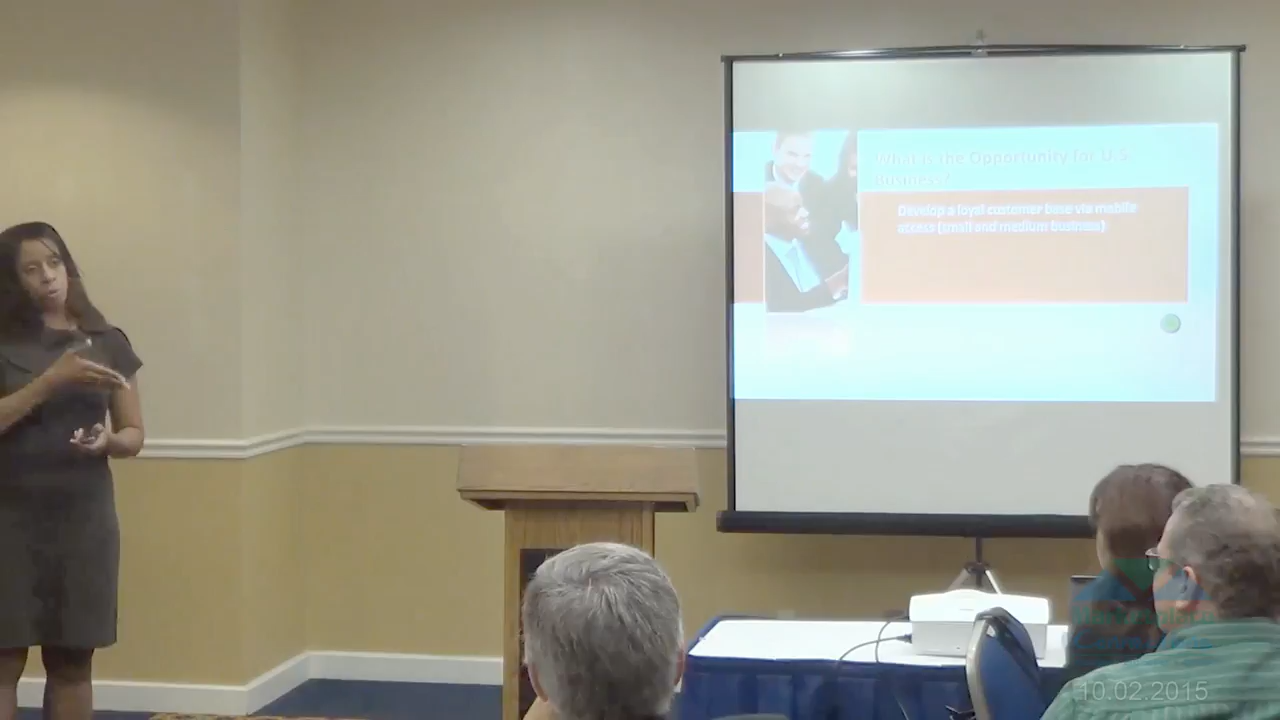 What is the Opportunity for U.S
Business?
Develop a loyal customer base via mobile
access (small and medium business)
10.02.2015